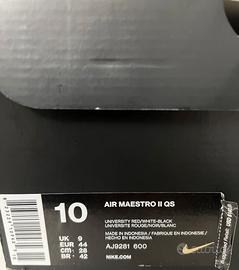 10
UK 9
EUR 44
cm 28
BR 42
AIR MAESTRO II QS
UNIVERSITY RED/WHITE-BLACK
UNIVERSITE ROUGE/NOIR/BLANC
MADE IN INDONESIA / FABRIQUE EN INDONESIE /
HECHO EN INDONESIA
AJ9281 600
NIKE.COM